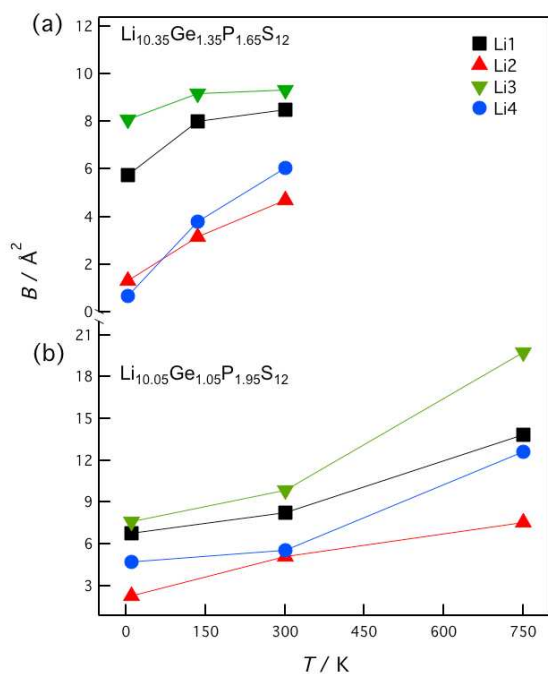 (a)
Li10.35Ge1.35P1.65S12
Li1
Li2
Li3
Li4
12
10
8
6
4
2
0
B / Å2
(b)
Li10.05Ge1.05P1.95S12
21
18
15
12
9
6
3
0 150 300 450 600 750
T / K